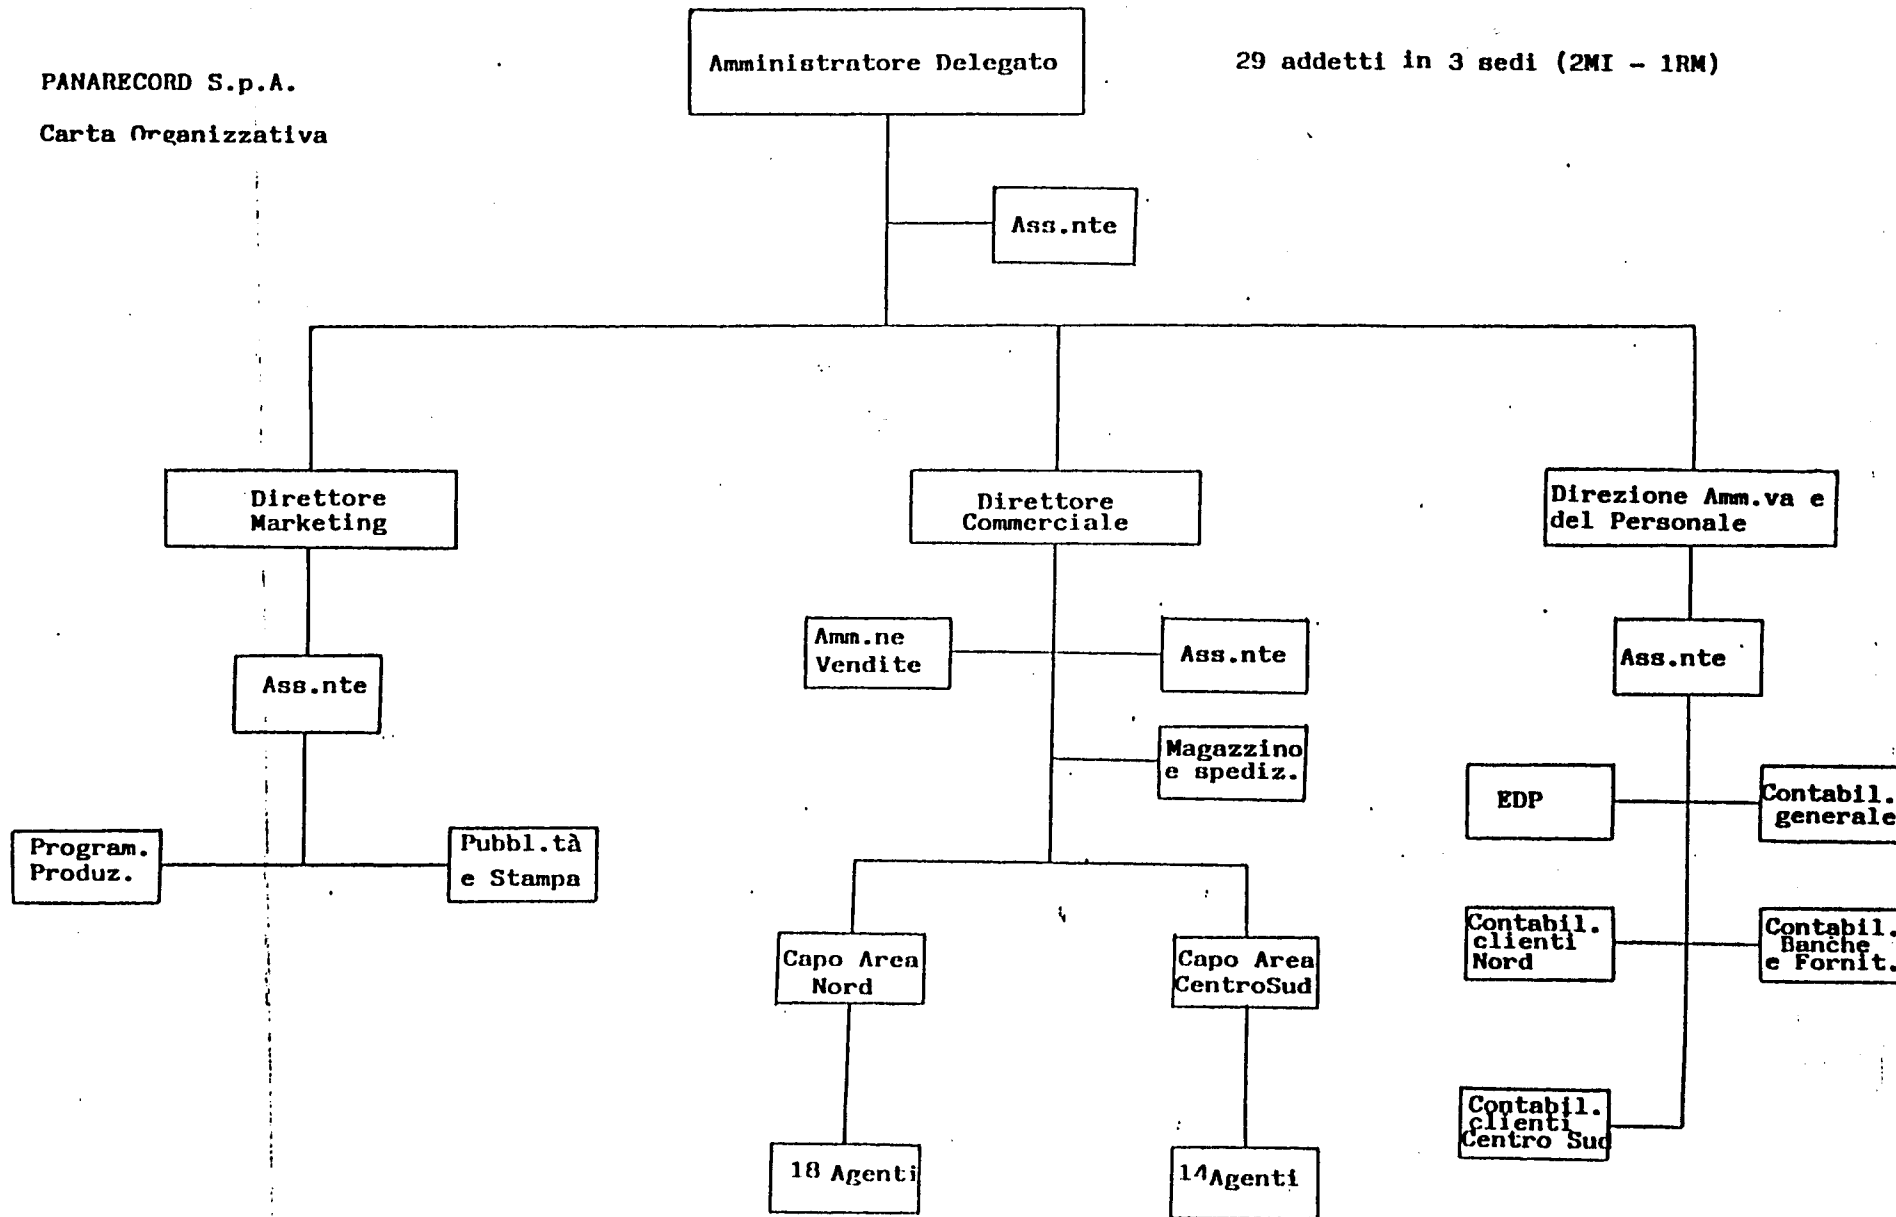 PANARECORD S.p.A.
Carta Organizzativa
Amministratore Delegato
29 addetti in 3 sedi (2MI - 1RM)
Ass.nte
Direttore
Marketing
Direttore
Commerciale
Direzione Amm.va e
del Personale
Ass.nte
Amm.ne
Vendite
Ass.nte
Ass.nte
Magazzino
e spediz.
Program.
Produz.
Pubbl.tà
e Stampa
EDP
Contabil.
generale
Capo Area
Nord
Capo Area
CentroSud
Contabil.
clienti
Nord
Contabil.
Banche
e Fornit.
18 Agenti
14 Agenti
Contabil.
clienti
Centro Sud